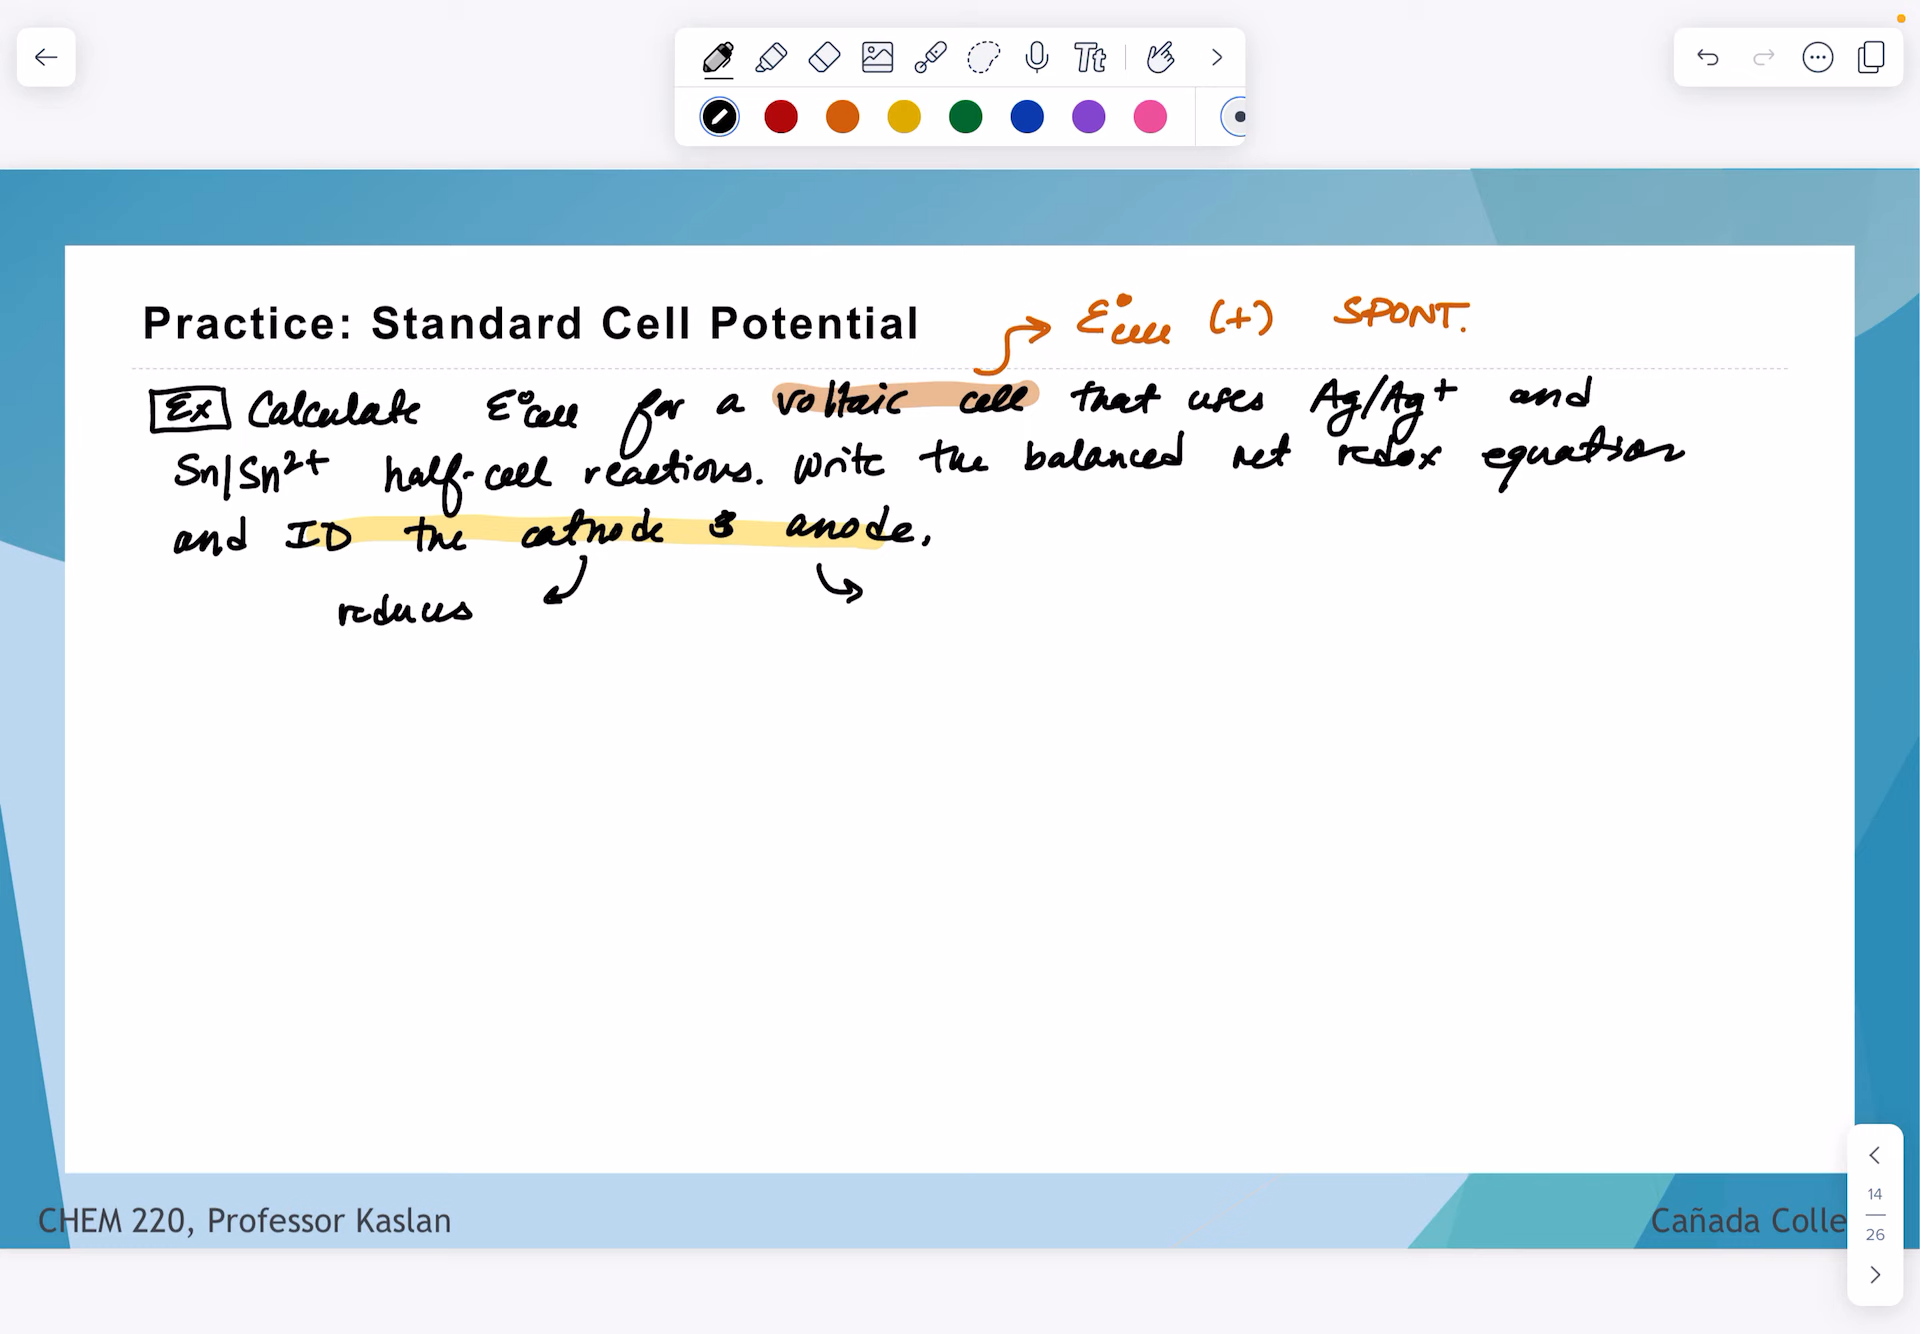 Tt
Practice: Standard Cell Potential
Ɛ°cell (+) SPONT.
Ex Calculate Ɛ°cell for a voltaic cell that uses Ag/Ag+ and
Sn/Sn²⁺ half-cell reactions. Write the balanced net redox equation
and ID the cathode & anode.
reduces
CHEM 220, Professor Kaslan
Cañada Colle
14
26